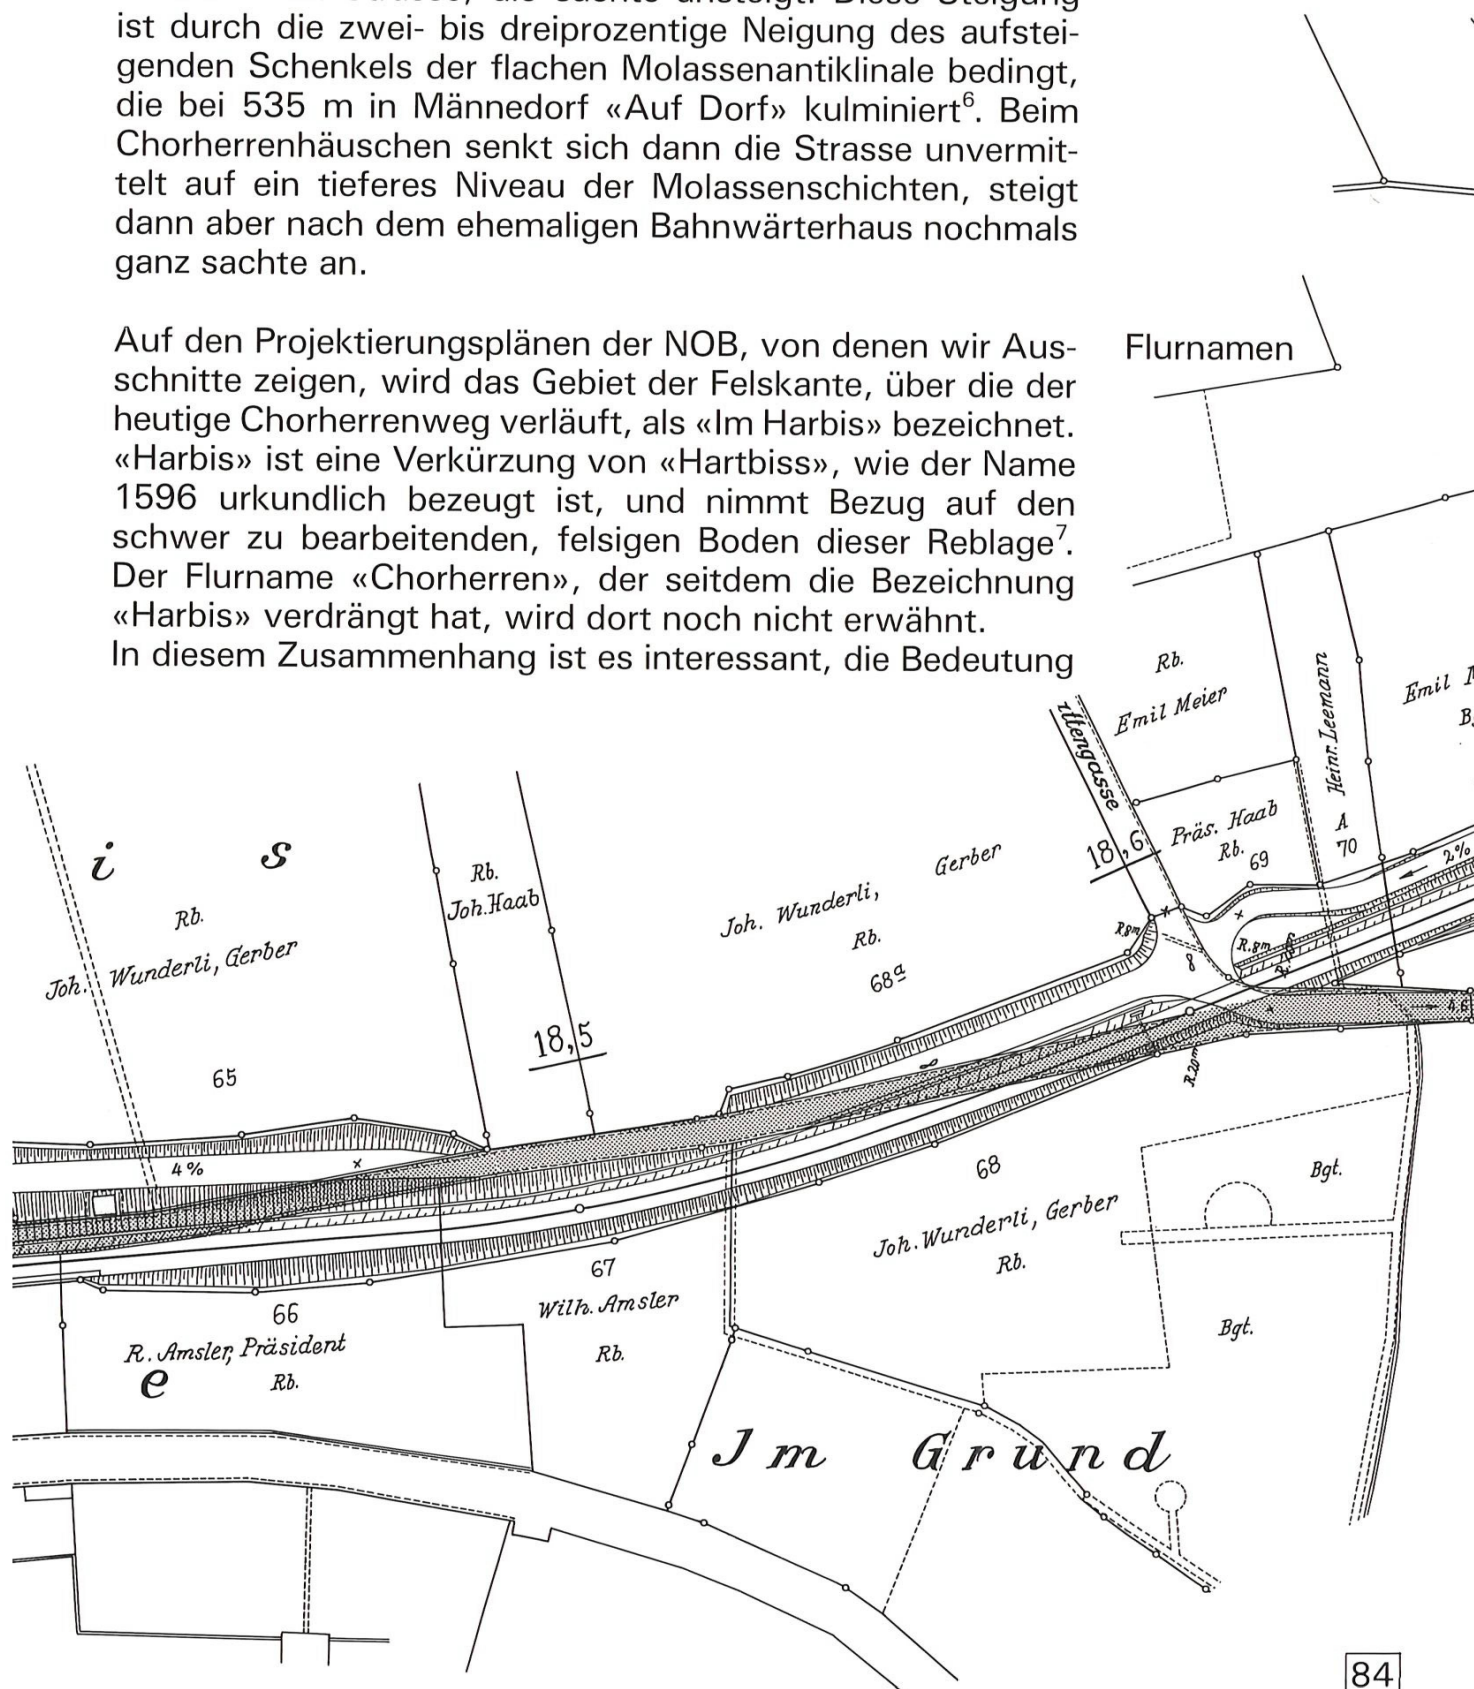 ist durch die zwei- bis dreiprozentige Neigung des aufstei-
genden Schenkels der flachen Molassenantiklinale bedingt,
die bei 535 m in Männedorf «Auf Dorf» kulminiert⁶. Beim
Chorherrenhäuschen senkt sich dann die Strasse unvermit-
telt auf ein tieferes Niveau der Molassenschichten, steigt
dann aber nach dem ehemaligen Bahnwärterhaus nochmals
ganz sachte an.
Auf den Projektierungsplänen der NOB, von denen wir Aus-
schnitte zeigen, wird das Gebiet der Felskante, über die der
heutige Chorherrenweg verläuft, als «Im Harbis» bezeichnet.
«Harbis» ist eine Verkürzung von «Hartbiss», wie der Name
1596 urkundlich bezeugt ist, und nimmt Bezug auf den
schwer zu bearbeitenden, felsigen Boden dieser Reblage⁷.
Der Flurname «Chorherren», der seitdem die Bezeichnung
«Harbis» verdrängt hat, wird dort noch nicht erwähnt.
In diesem Zusammenhang ist es interessant, die Bedeutung
Flurnamen
Rb.
Emil Meier
Heinr. Leemann
A
70
Emil
ttengasse
18,6
Präs. Haab
Rb.
69
2%
i s
Rb.
Joh. Wunderli, Gerber
65
Rb.
Joh. Haab
18,5
Joh. Wunderli, Gerber
Rb.
68a
R.8m
8
R.8m
4,6
R.20m
4%
66
R. Amsler, Präsident
Rb.
e
67
Wilh. Amsler
Rb.
68
Joh. Wunderli, Gerber
Rb.
Bgt.
Bgt.
Jm Grund
84